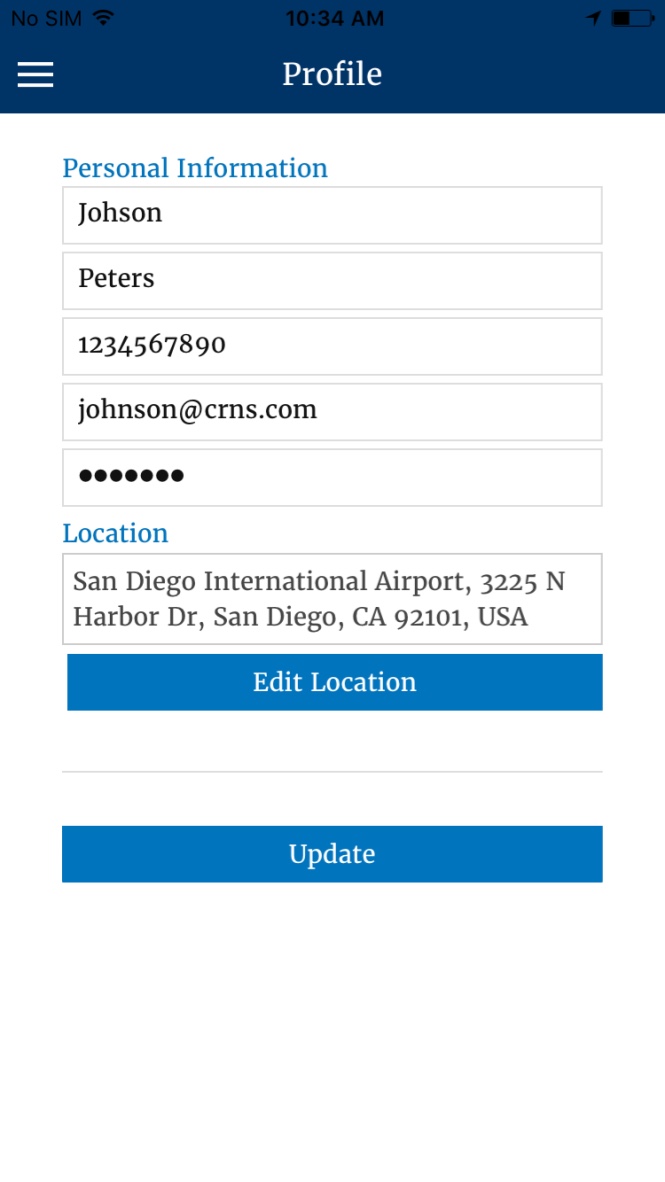 No SIM 10:34 AM
Profile
Personal Information
Johson
Peters
1234567890
johnson@crns.com
•••••••
Location
San Diego International Airport, 3225 N
Harbor Dr, San Diego, CA 92101, USA
Edit Location
Update